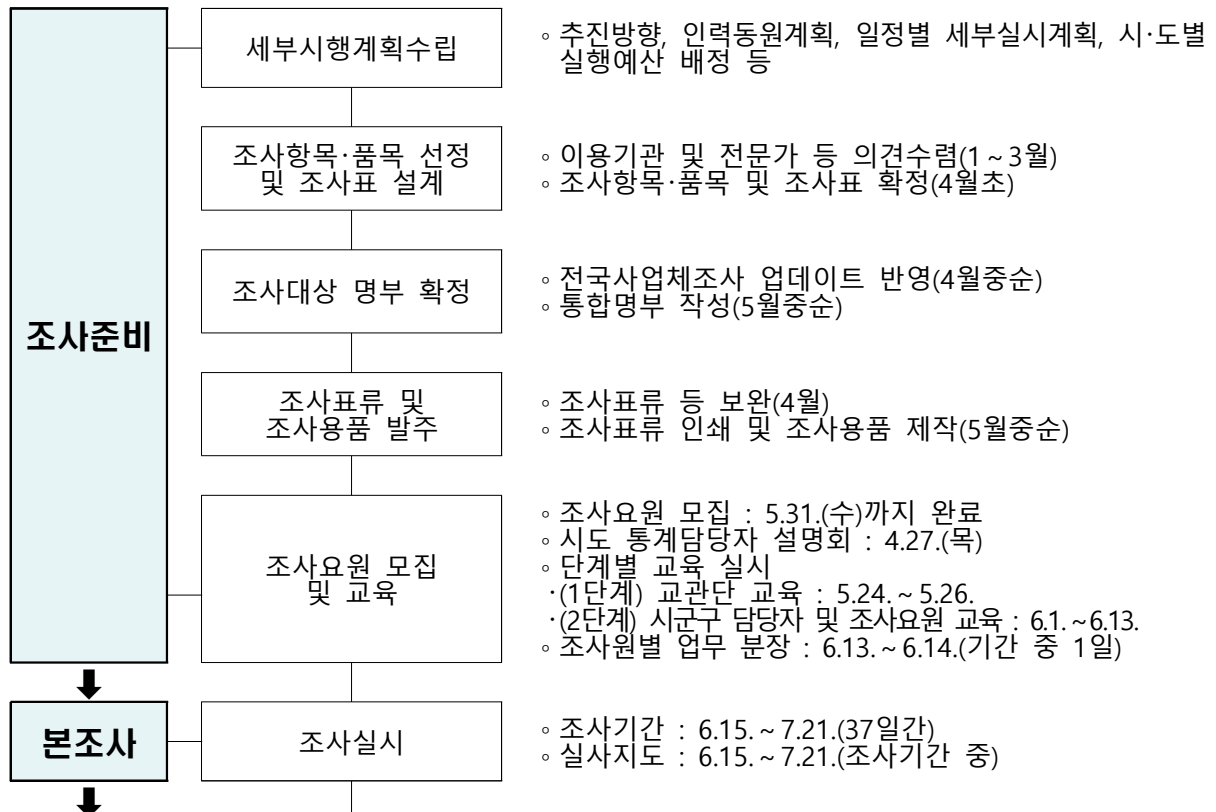 조사준비
세부시행계획수립
◦ 추진방향, 인력동원계획, 일정별 세부실시계획, 시·도별
실행예산 배정 등
조사항목·품목 선정
및 조사표 설계
◦ 이용기관 및 전문가 등 의견수렴(1～3월)
◦ 조사항목·품목 및 조사표 확정(4월초)
조사대상 명부 확정
◦ 전국사업체조사 업데이트 반영(4월중순)
◦ 통합명부 작성(5월중순)
조사표류 및
조사용품 발주
◦ 조사표류 등 보완(4월)
◦ 조사표류 인쇄 및 조사용품 제작(5월중순)
조사요원 모집
및 교육
◦ 조사요원 모집 : 5.31.(수)까지 완료
◦ 시도 통계담당자 설명회 : 4.27.(목)
◦ 단계별 교육 실시
·(1단계) 교관단 교육 : 5.24.～5.26.
·(2단계) 시군구 담당자 및 조사요원 교육 : 6.1.～6.13.
◦ 조사원별 업무 분장 : 6.13.～6.14.(기간 중 1일)
본조사
조사실시
◦ 조사기간 : 6.15.～7.21.(37일간)
◦ 실사지도 : 6.15.～7.21.(조사기간 중)